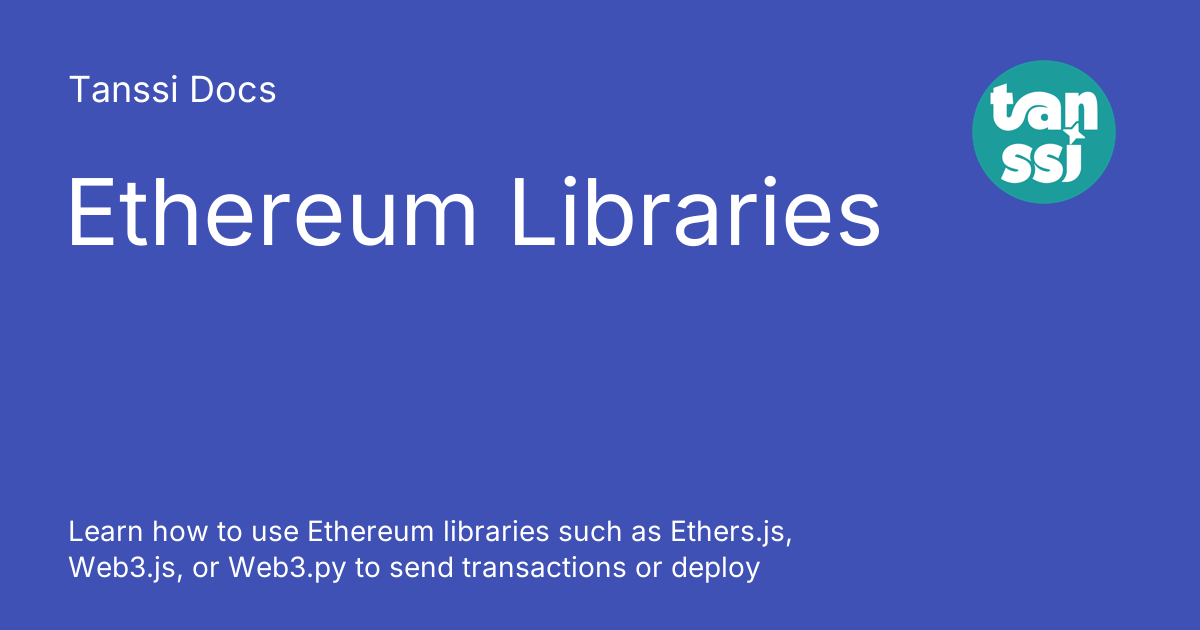 Tanssi Docs
tan
ssi
Ethereum Libraries
Learn how to use Ethereum libraries such as Ethers.js,
Web3.js, or Web3.py to send transactions or deploy